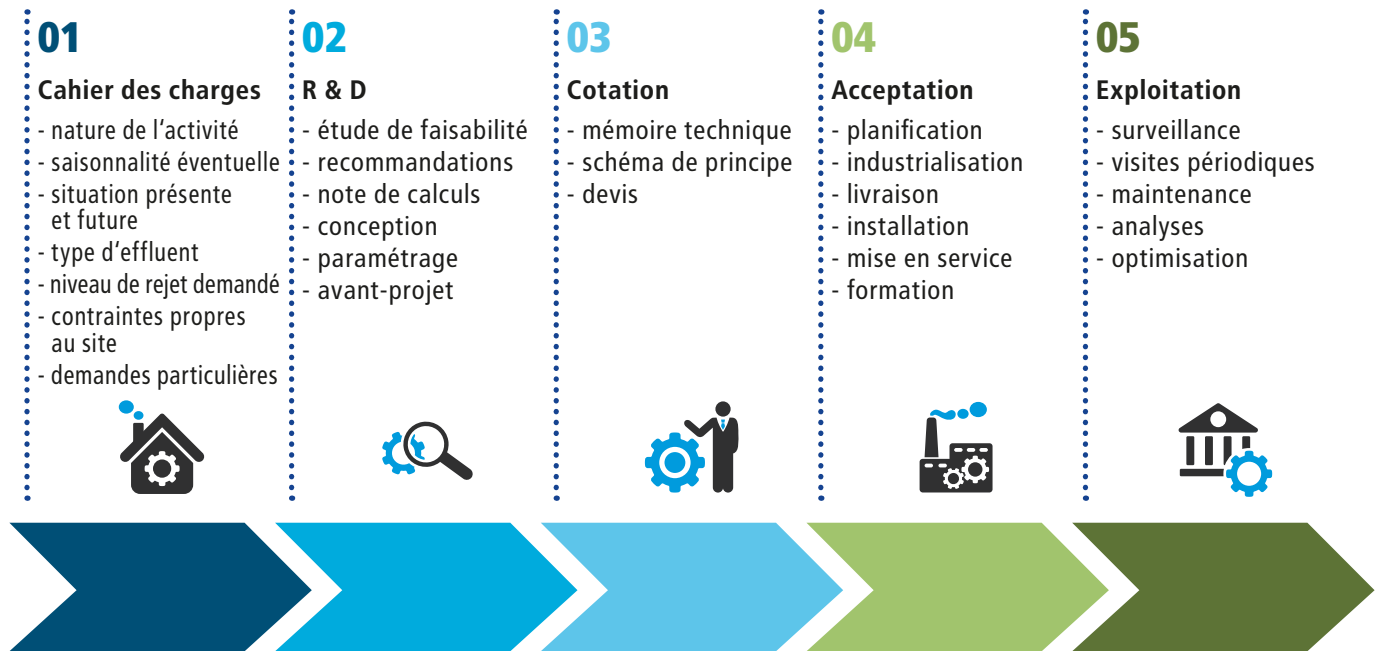 01
Cahier des charges
- nature de l‘activité
- saisonnalité éventuelle
- situation présente
et future
- type d‘effluent
- niveau de rejet demandé
- contraintes propres
au site
- demandes particulières
02
R & D
- étude de faisabilité
- recommandations
- note de calculs
- conception
- paramétrage
- avant-projet
03
Cotation
- mémoire technique
- schéma de principe
- devis
04
Acceptation
- planification
- industrialisation
- livraison
- installation
- mise en service
- formation
05
Exploitation
- surveillance
- visites périodiques
- maintenance
- analyses
- optimisation